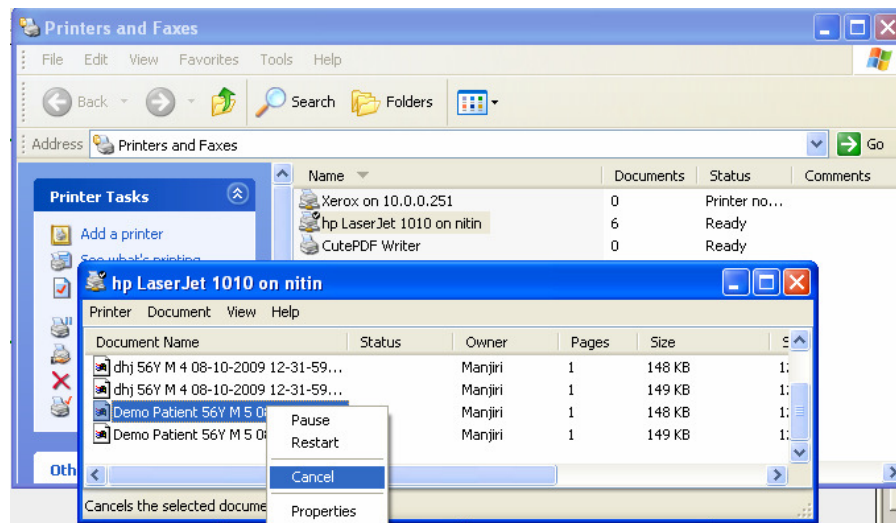 Printers and Faxes
File Edit View Favorites Tools Help
Back Search Folders
Address Printers and Faxes Go
Name Documents Status Comments
Printer Tasks
Xerox on 10.0.0.251 0 Printer no...
hp LaserJet 1010 on nitin 6 Ready
Add a printer
CutePDF Writer 0 Ready
See what's printing
hp LaserJet 1010 on nitin
Printer Document View Help
Document Name Status Owner Pages Size
dhj 56Y M 4 08-10-2009 12-31-59... Manjiri 1 148 KB
dhj 56Y M 4 08-10-2009 12-31-59... Manjiri 1 149 KB
Demo Patient 56Y M 5 Manjiri 1 148 KB
Demo Patient 56Y M 5 Manjiri 1 149 KB
Pause
Restart
Cancel
Properties
Oth
Cancels the selected docume